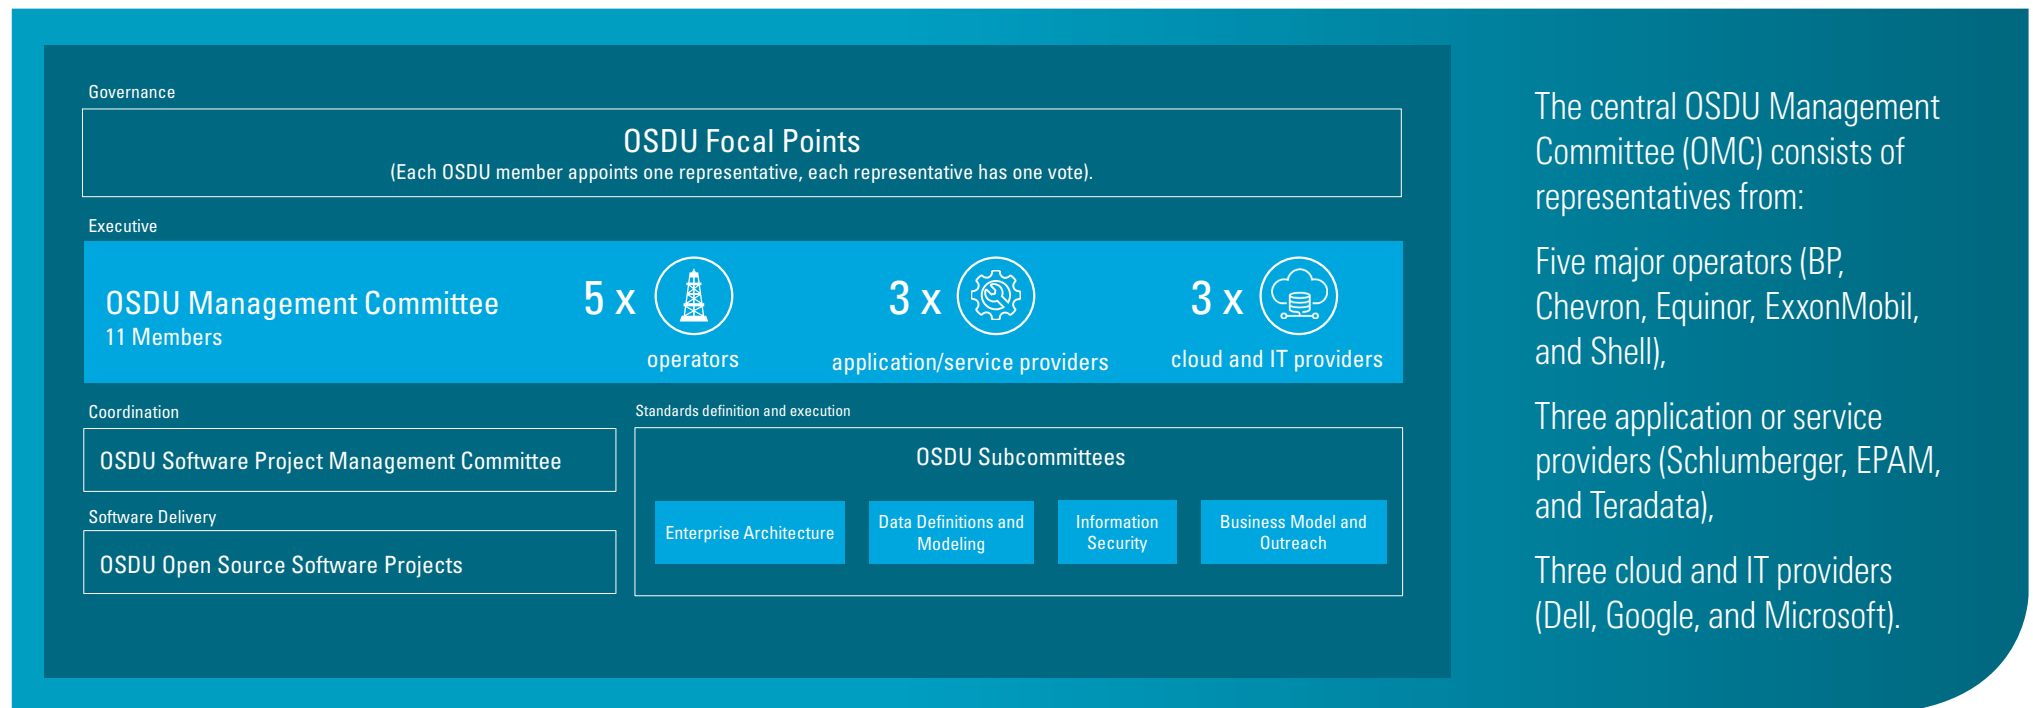 Governance
OSDU Focal Points
(Each OSDU member appoints one representative, each representative has one vote).
Executive
OSDU Management Committee
11 Members
5 x
operators
3 x
application/service providers
3 x
cloud and IT providers
Coordination
OSDU Software Project Management Committee
Software Delivery
OSDU Open Source Software Projects
Standards definition and execution
OSDU Subcommittees
Enterprise Architecture
Data Definitions and
Modeling
Information
Security
Business Model and
Outreach
The central OSDU Management
Committee (OMC) consists of
representatives from:
Five major operators (BP,
Chevron, Equinor, ExxonMobil,
and Shell),
Three application or service
providers (Schlumberger, EPAM,
and Teradata),
Three cloud and IT providers
(Dell, Google, and Microsoft).